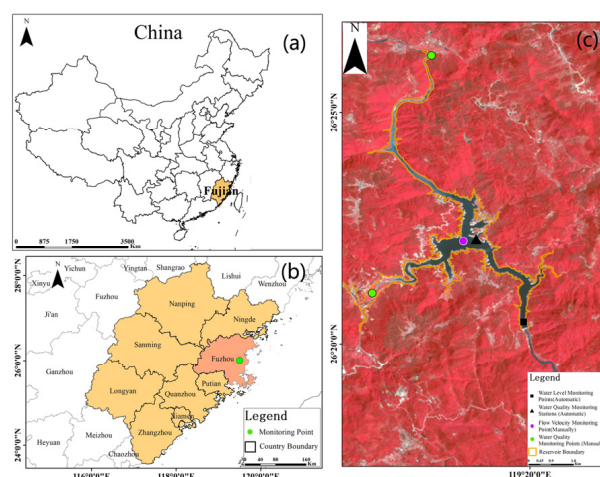 N
China
(a)
Fujian
0 875 1750 3500
Km
28°0'0"N
26°0'0"N
24°0'0"N
N
(b)
Yichun
Yingtan
Shangrao
Lishui
Xinyu
Fuzhou
Wenzhou
Nanping
Ji'an
Ningde
Sanming
Fuzhou
Ganzhou
Longyan
Quanzhou
Putian
Xiamen
Zhangzhou
Heyuan
Meizhou
Chaozhou
Legend
Monitoring Point
Country Boundary
0 40 80 160
Km
116°0'0"E
118°0'0"E
120°0'0"E
N
(c)
26°25'0"N
26°20'0"N
Legend
Water Level Monitoring
Points(Automatic)
Water Quality Monitoring
Stations (Automatic)
Flow Velocity Monitoring
Point(Manually)
Water Quality
Monitoring Points (Manual
Reservoir Boundary
119°20'0"E